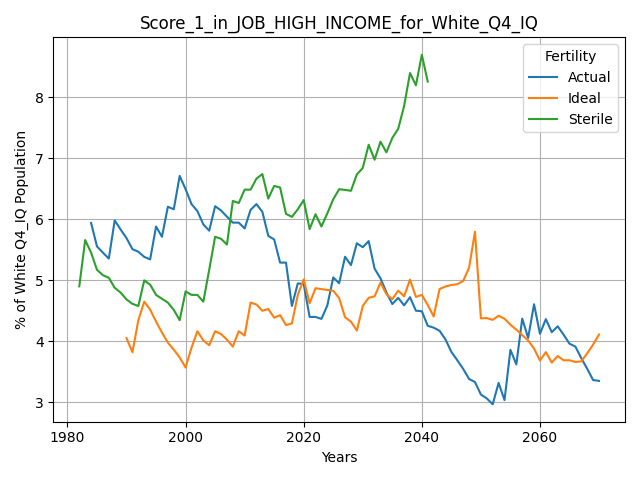 Score_1_in_JOB_HIGH_INCOME_for_White_Q4_IQ
Fertility
Actual
Ideal
Sterile
% of White Q4_IQ Population
8
7
6
5
4
3
1980
2000
2020
2040
2060
Years